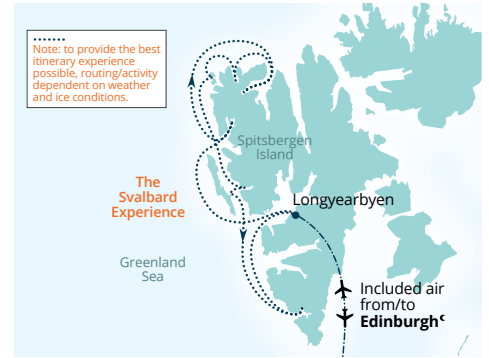 Note: to provide the best
itinerary experience
possible, routing/activity
dependent on weather
and ice conditions.
Spitsbergen
Island
The
Svalbard
Experience
Longyearbyen
Greenland
Sea
Included air
from/to
Edinburgh‘